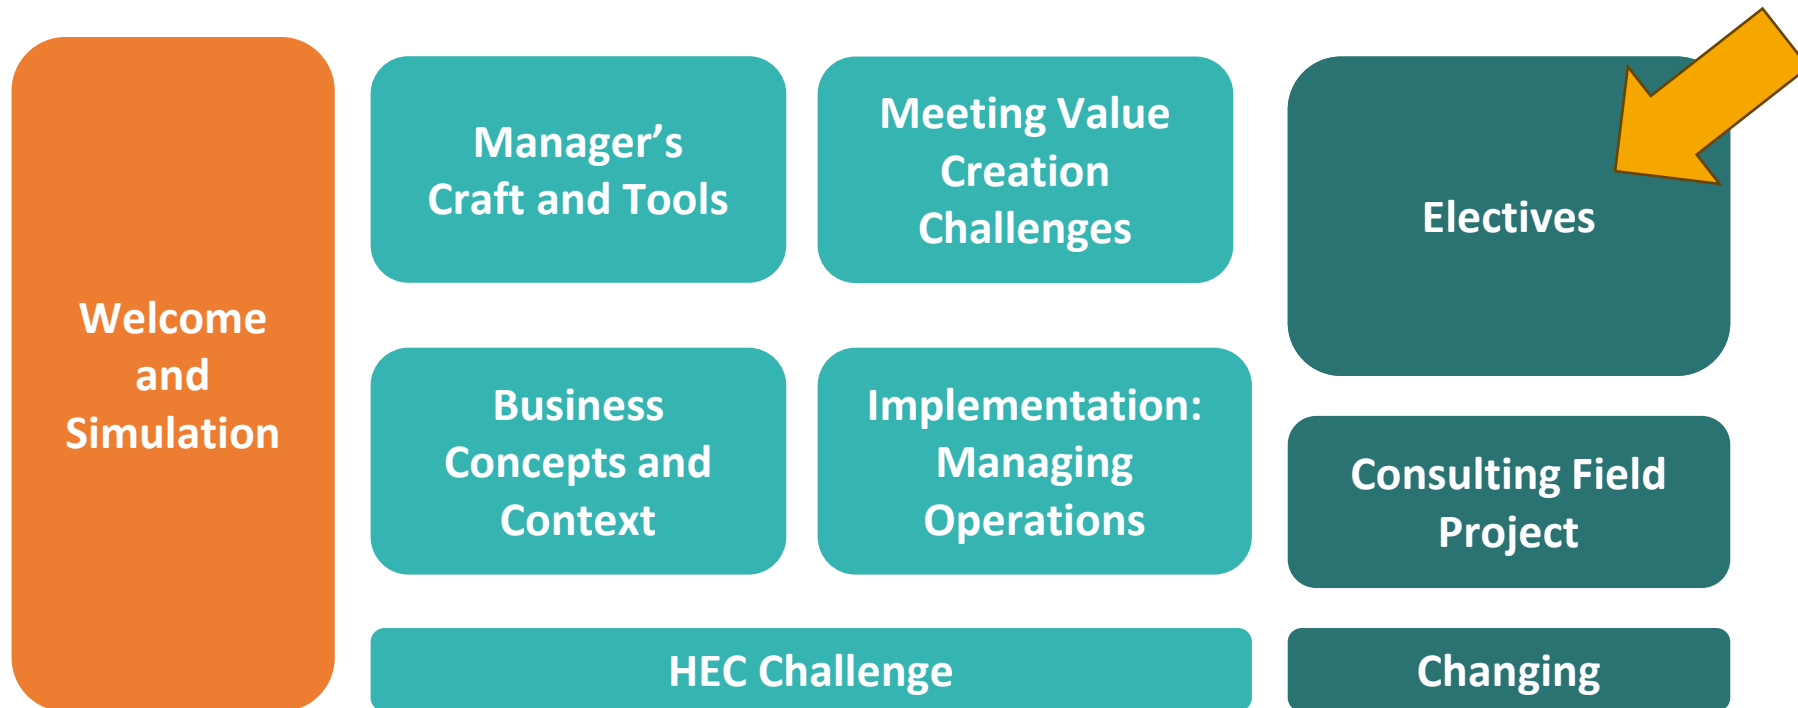 Welcome
and
Simulation
Manager’s
Craft and Tools
Meeting Value
Creation
Challenges
Electives
Business
Concepts and
Context
Implementation:
Managing
Operations
Consulting Field
Project
HEC Challenge
Changing